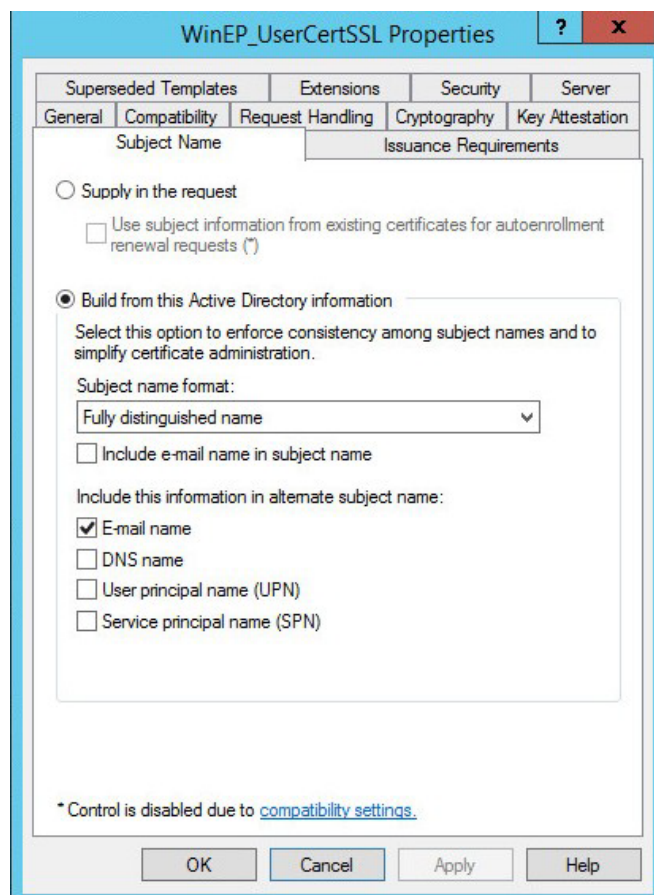 WinEP_UserCertSSL Properties
? x
Superseded Templates Extensions Security Server
General Compatibility Request Handling Cryptography Key Attestation
Subject Name Issuance Requirements
Supply in the request
Use subject information from existing certificates for autoenrollment
renewal requests (*)
Build from this Active Directory information
Select this option to enforce consistency among subject names and to
simplify certificate administration.
Subject name format:
Fully distinguished name
Include e-mail name in subject name
Include this information in alternate subject name:
E-mail name
DNS name
User principal name (UPN)
Service principal name (SPN)
* Control is disabled due to compatibility settings.
OK Cancel Apply Help